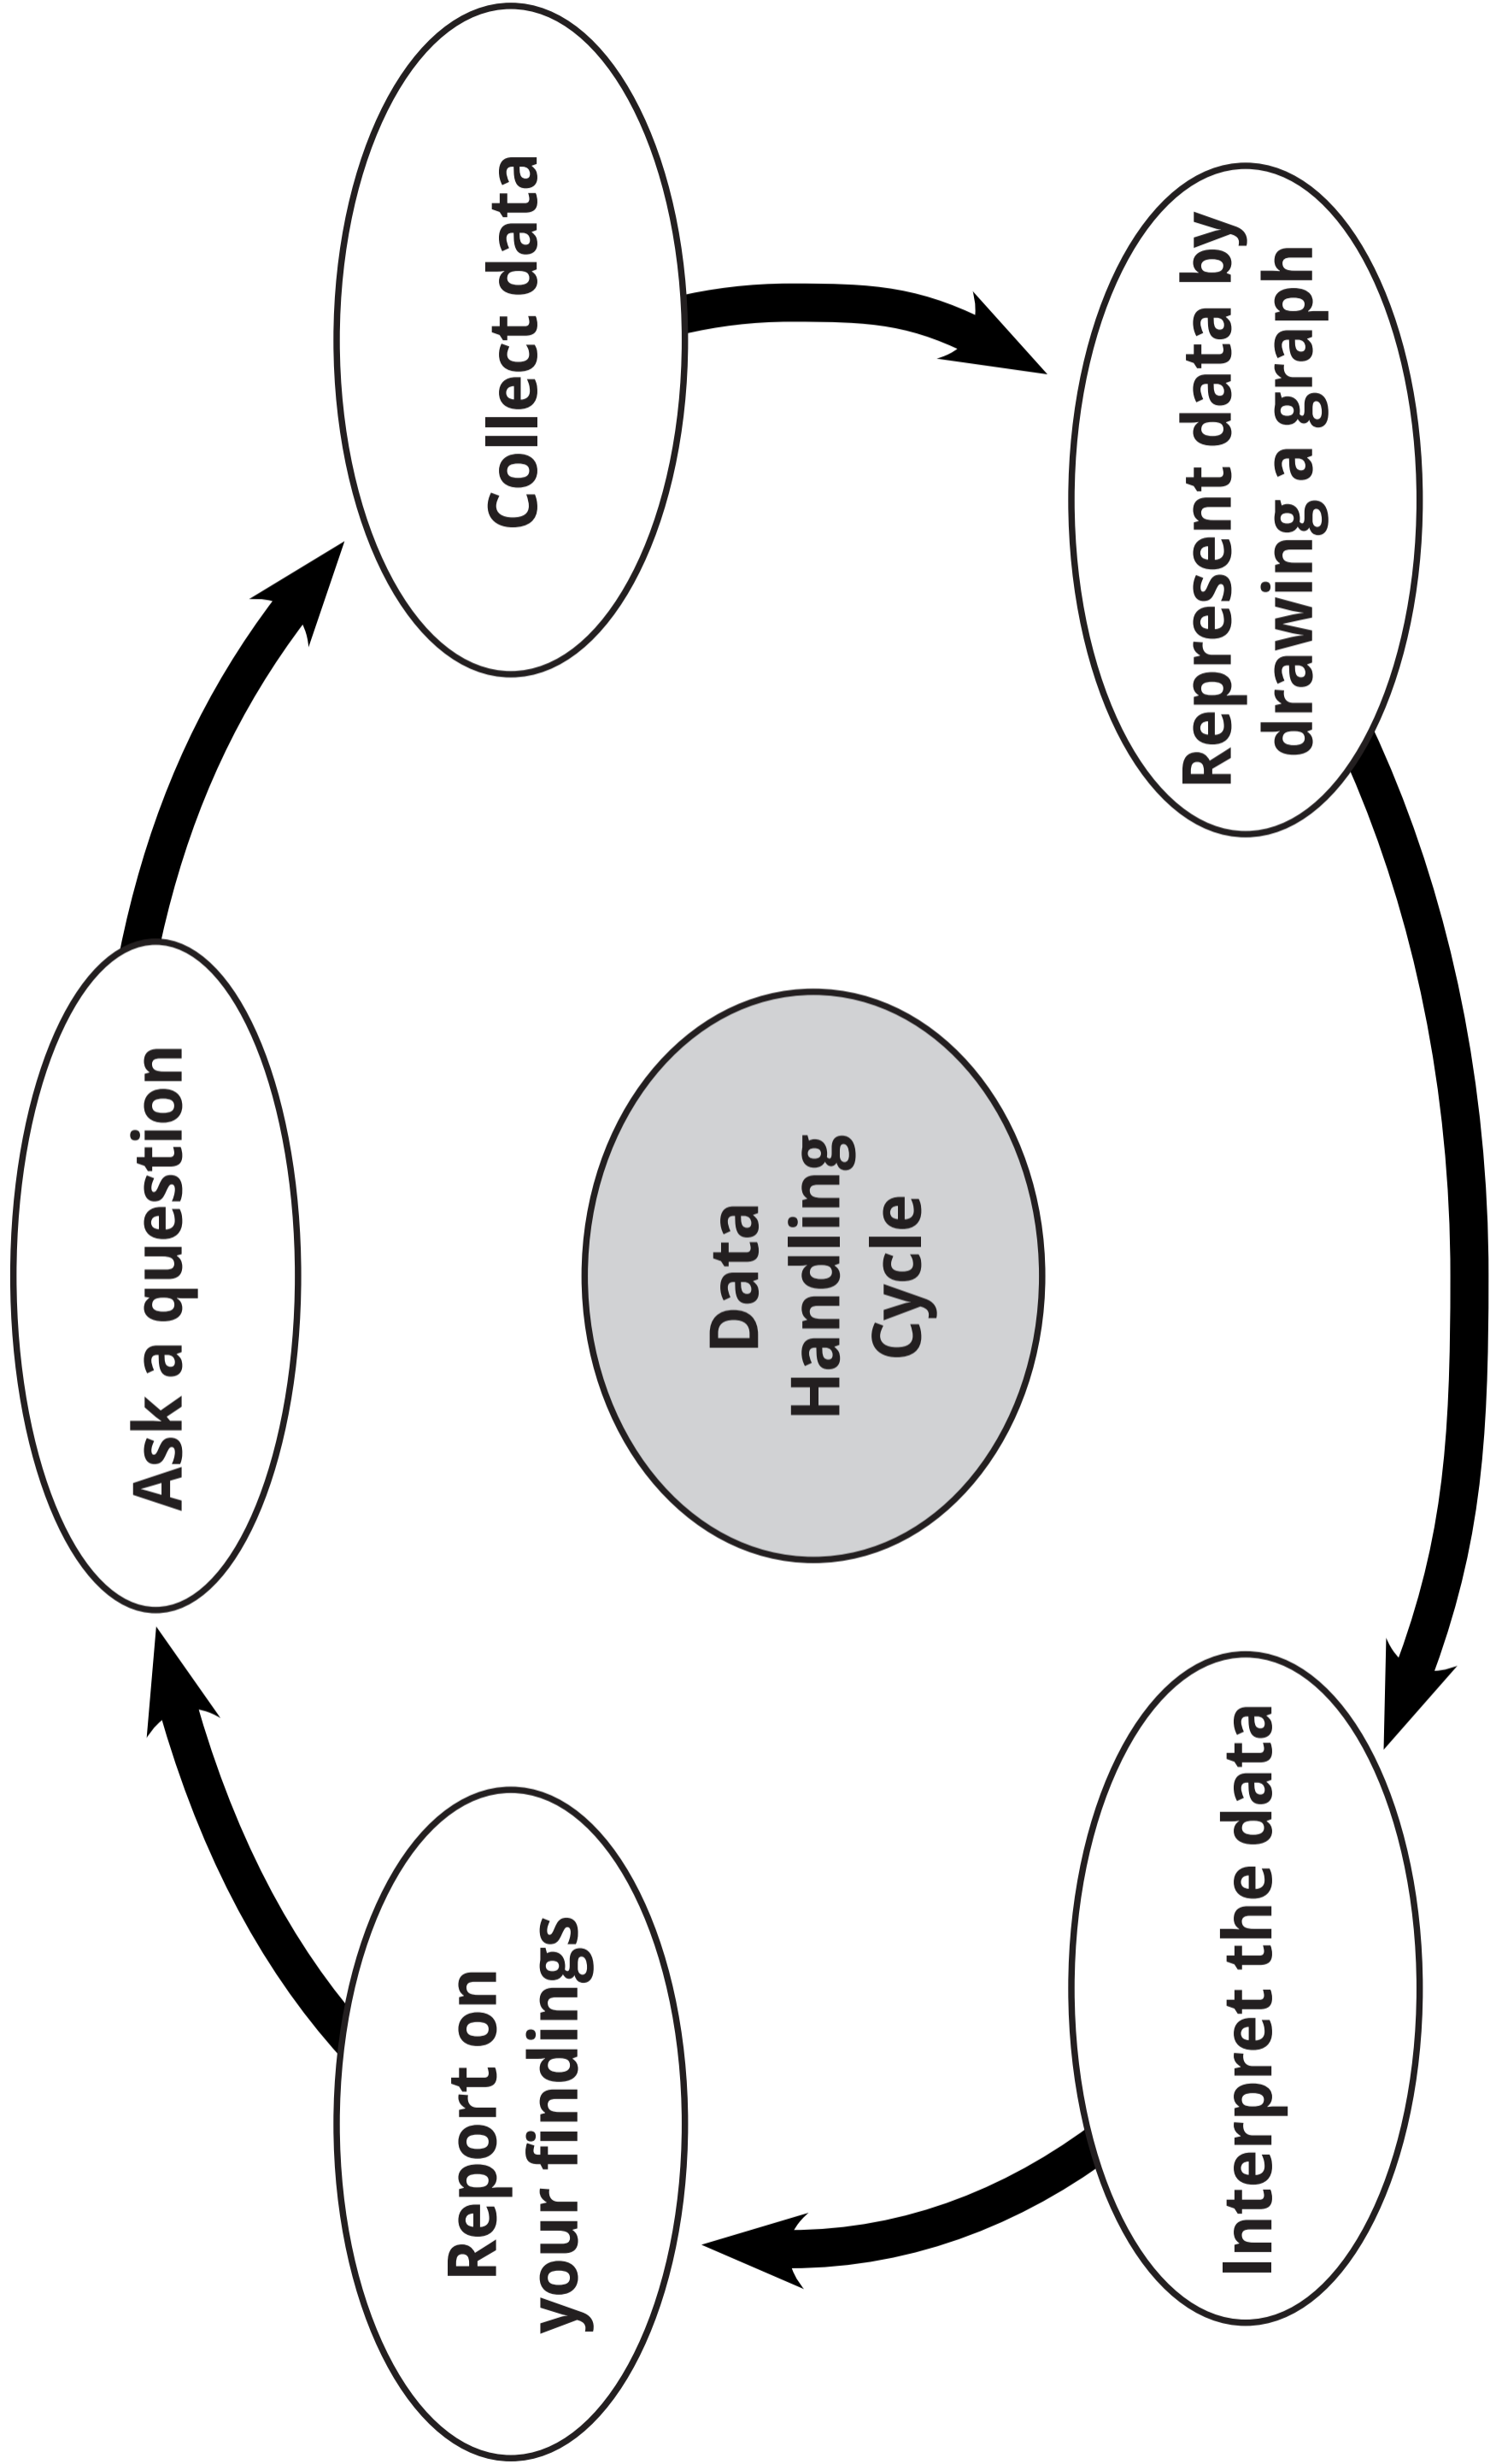 Ask a question
Collect data
Represent data by
drawing a graph
Interpret the data
Report on
your findings
Data
Handling
Cycle